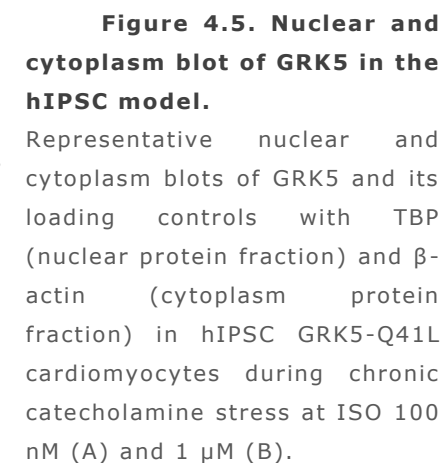 Figure 4.5. Nuclear and
cytoplasm blot of GRK5 in the
hIPSC model.
Representative nuclear and
cytoplasm blots of GRK5 and its
loading controls with TBP
(nuclear protein fraction) and β-
actin (cytoplasm protein
fraction) in hIPSC GRK5-Q41L
cardiomyocytes during chronic
catecholamine stress at ISO 100
nM (A) and 1 μM (B).